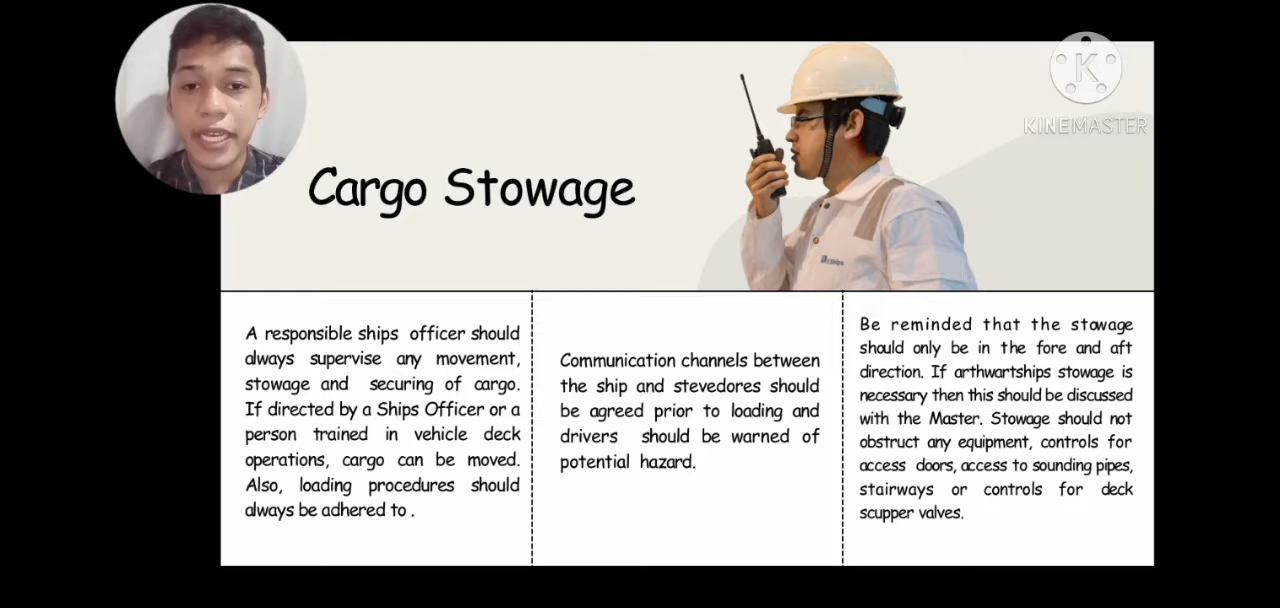 KINEMASTER
Cargo Stowage
A responsible ships officer should
always supervise any movement,
stowage and securing of cargo.
If directed by a Ships Officer or a
person trained in vehicle deck
operations, cargo can be moved.
Also, loading procedures should
always be adhered to .
Communication channels between
the ship and stevedores should
be agreed prior to loading and
drivers should be warned of
potential hazard.
Be reminded that the stowage
should only be in the fore and aft
direction. If arthwartships stowage is
necessary then this should be discussed
with the Master. Stowage should not
obstruct any equipment, controls for
access doors, access to sounding pipes,
stairways or controls for deck
scupper valves.